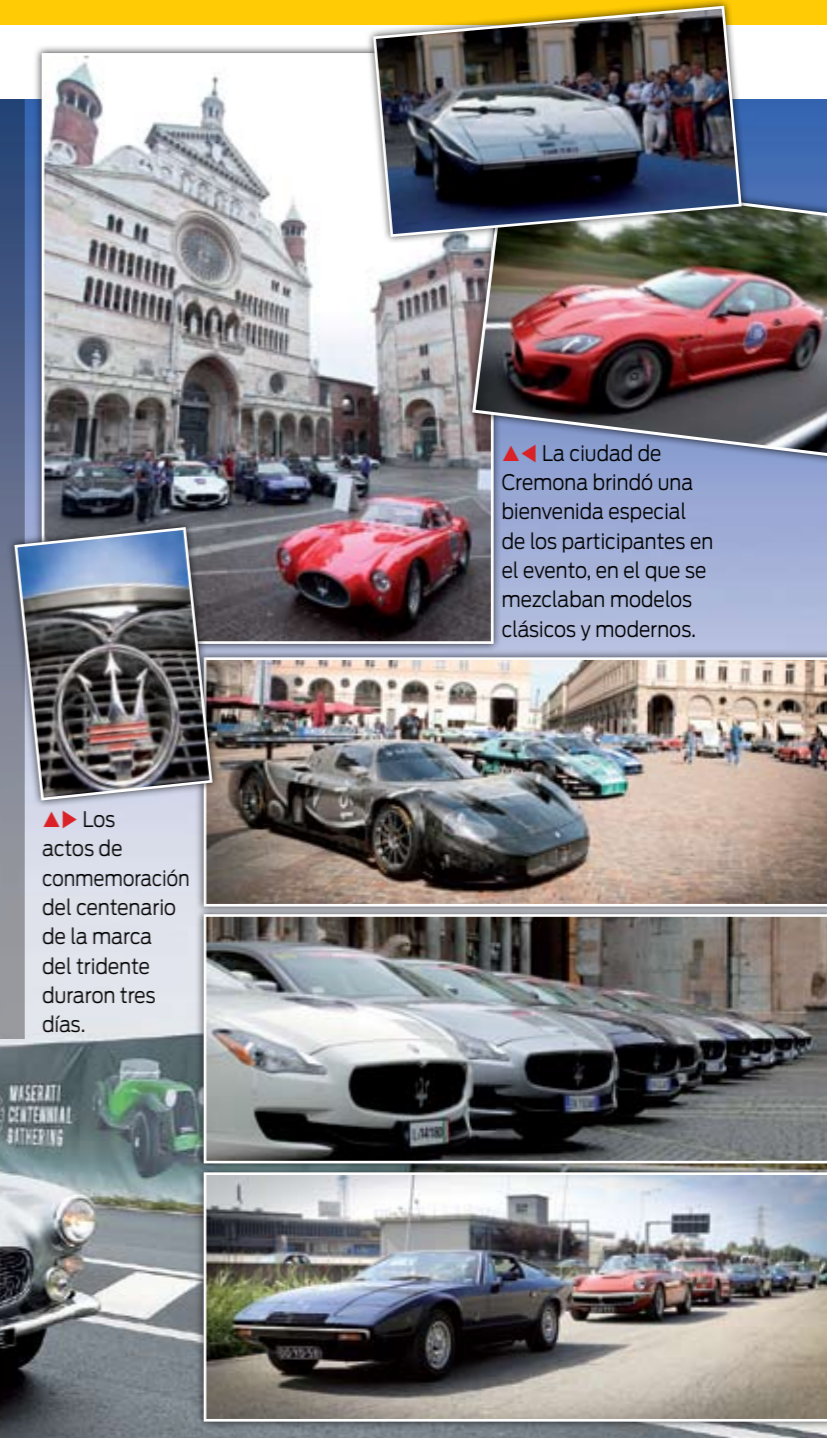 ▲◀ La ciudad de
Cremona brindó una
bienvenida especial
de los participantes en
el evento, en el que se
mezclaban modelos
clásicos y modernos.
▲▶ Los
actos de
conmemoración
del centenario
de la marca
del tridente
duraron tres
días.
MASERATI
CENTENNIAL
GATHERING